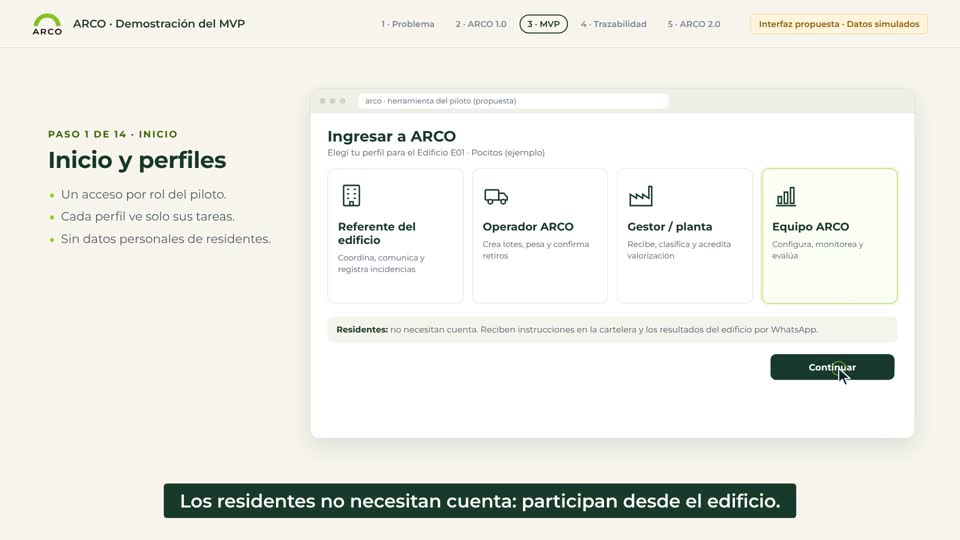 ARCO
ARCO · Demostración del MVP
1 · Problema
2 · ARCO 1.0
3 · MVP
4 · Trazabilidad
5 · ARCO 2.0
Interfaz propuesta · Datos simulados
PASO 1 DE 14 · INICIO
Inicio y perfiles
Un acceso por rol del piloto.
Cada perfil ve solo sus tareas.
Sin datos personales de residentes.
arco · herramienta del piloto (propuesta)
Ingresar a ARCO
Elegí tu perfil para el Edificio E01 · Pocitos (ejemplo)
Referente del
edificio
Coordina, comunica y
registra incidencias
Operador ARCO
Crea lotes, pesa y confirma
retiros
Gestor / planta
Recibe, clasifica y acredita
valorización
Equipo ARCO
Configura, monitorea y
evalúa
Residentes: no necesitan cuenta. Reciben instrucciones en la cartelera y los resultados del edificio por WhatsApp.
Continuar
Los residentes no necesitan cuenta: participan desde el edificio.